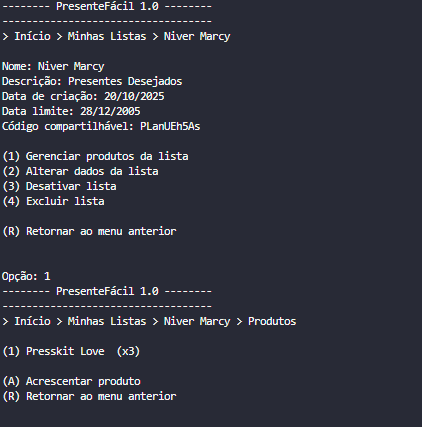 -------- PresenteFácil 1.0 --------
-----------------------------------
> Início > Minhas Listas > Niver Marcy
Nome: Niver Marcy
Descrição: Presentes Desejados
Data de criação: 20/10/2025
Data limite: 28/12/2005
Código compartilhável: PLanUEh5As
(1) Gerenciar produtos da lista
(2) Alterar dados da lista
(3) Desativar lista
(4) Excluir lista
(R) Retornar ao menu anterior
Opção: 1
-------- PresenteFácil 1.0 --------
-----------------------------------
> Início > Minhas Listas > Niver Marcy > Produtos
(1) Presskit Love  (x3)
(A) Acrescentar produto
(R) Retornar ao menu anterior